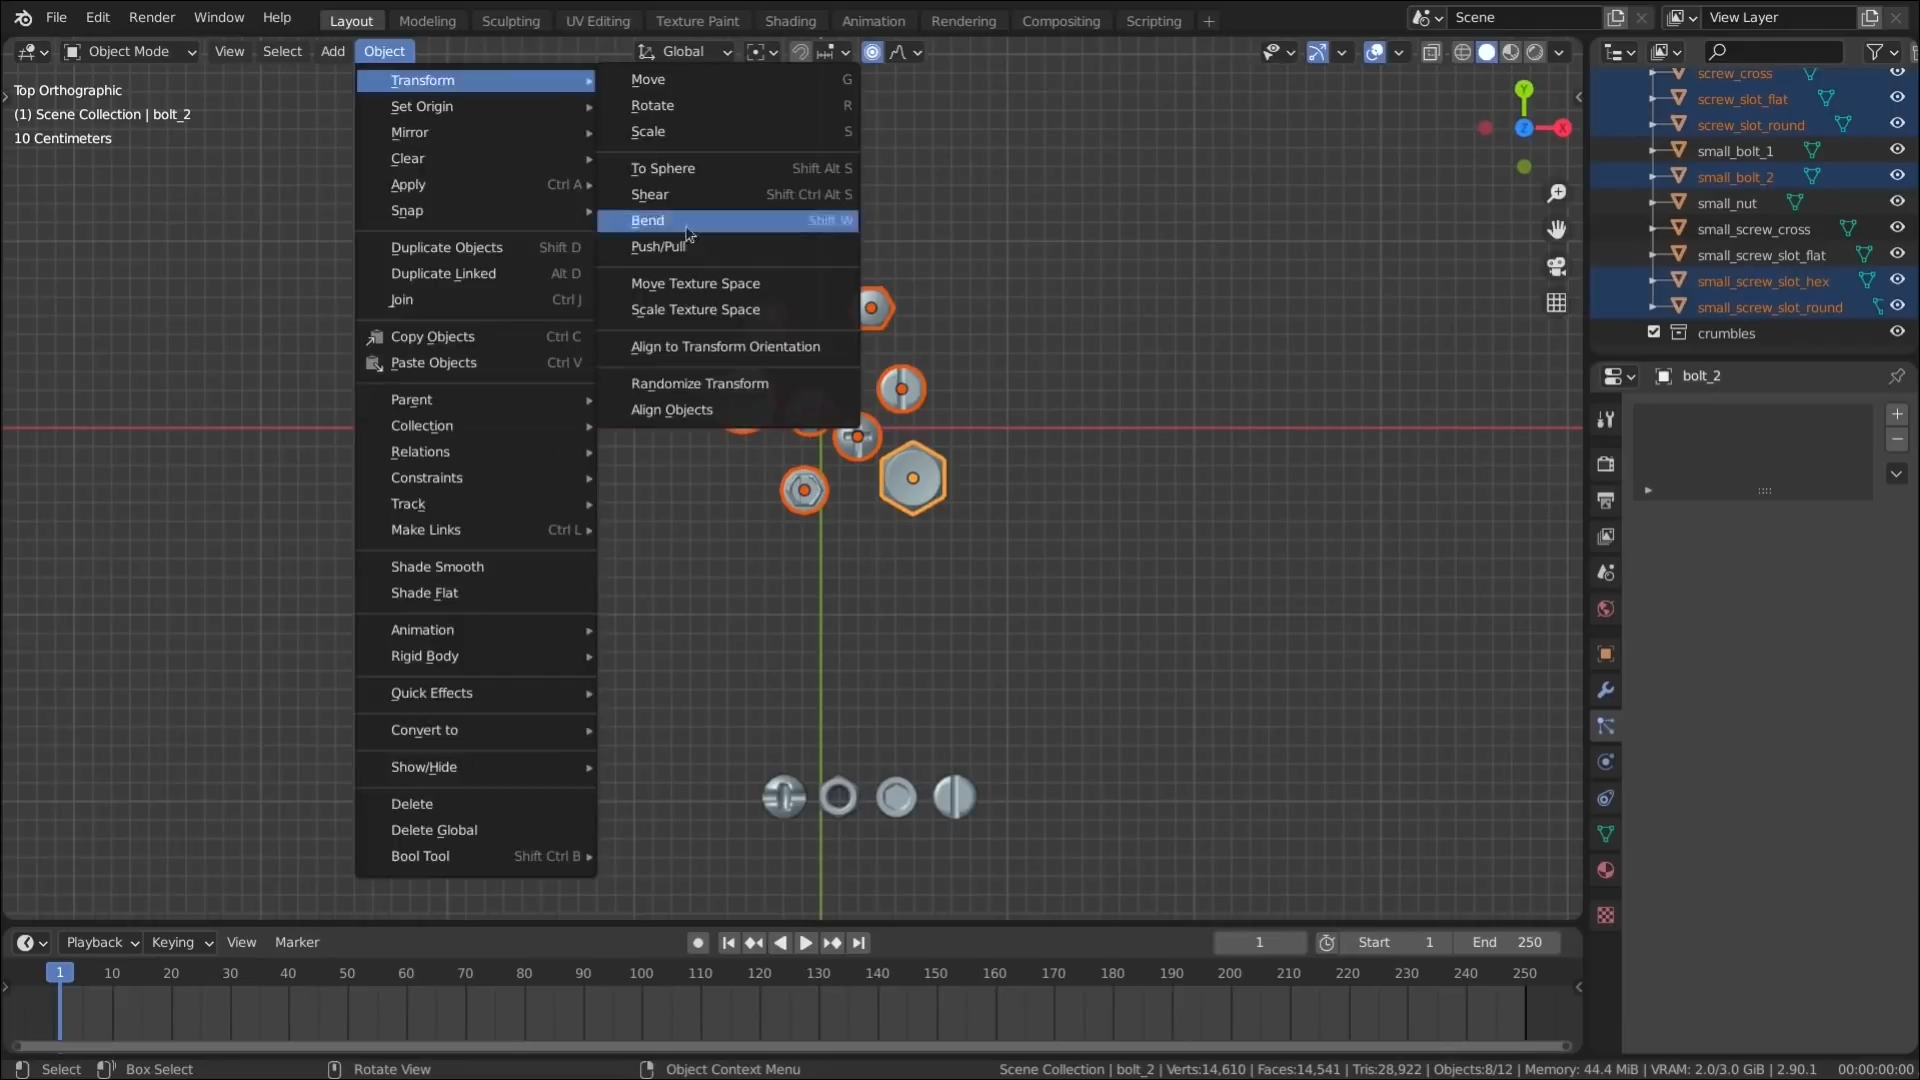 File Edit Render Window Help Layout Modeling Sculpting UV Editing Texture Paint Shading Animation Rendering Compositing Scripting + Scene View Layer
Object Mode View Select Add Object Global
Top Orthographic
(1) Scene Collection | bolt_2
10 Centimeters
Transform
Set Origin
Mirror
Clear
Apply Ctrl A
Snap
Duplicate Objects Shift D
Duplicate Linked Alt D
Join Ctrl J
Copy Objects Ctrl C
Paste Objects Ctrl V
Parent
Collection
Relations
Constraints
Track
Make Links Ctrl L
Shade Smooth
Shade Flat
Animation
Rigid Body
Quick Effects
Convert to
Show/Hide
Delete
Delete Global
Bool Tool Shift Ctrl B
Move G
Rotate R
Scale S
To Sphere Shift Alt S
Shear Shift Ctrl Alt S
Bend Shift W
Push/Pull
Move Texture Space
Scale Texture Space
Align to Transform Orientation
Randomize Transform
Align Objects
Y
Z X
screw_cross
screw_slot_flat
screw_slot_round
small_bolt_1
small_bolt_2
small_nut
small_screw_cross
small_screw_slot_flat
small_screw_slot_hex
small_screw_slot_round
crumbles
bolt_2
Playback Keying View Marker 1 Start 1 End 250
1 10 20 30 40 50 60 70 80 90 100 110 120 130 140 150 160 170 180 190 200 210 220 230 240 250
Select Box Select Rotate View Object Context Menu Scene Collection | bolt_2 | Verts:14,610 | Faces:14,541 | Tris:28,922 | Objects:8/12 | Memory: 44.4 MiB | VRAM: 2.0/3.0 GiB | 2.90.1 00:00:00:00